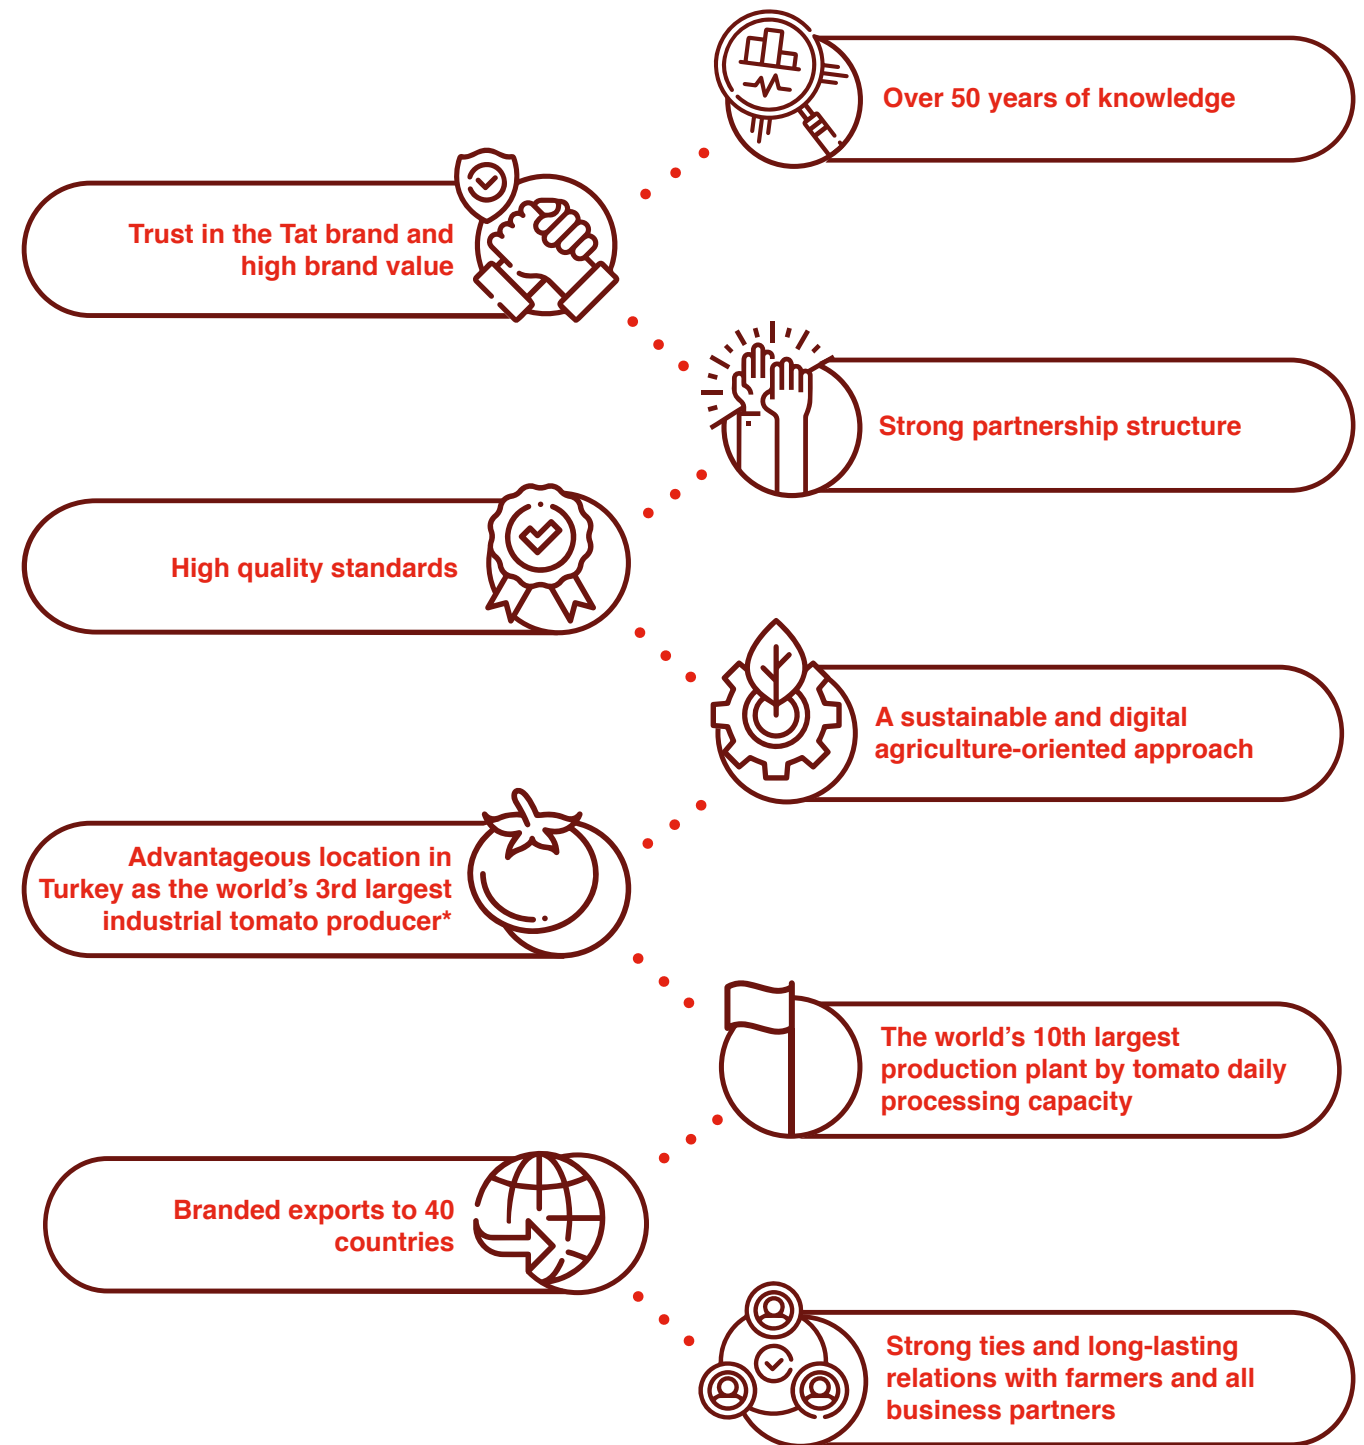 Over 50 years of knowledge
Trust in the Tat brand and
high brand value
Strong partnership structure
High quality standards
A sustainable and digital
agriculture-oriented approach
Advantageous location in
Turkey as the world’s 3rd largest
industrial tomato producer*
The world’s 10th largest
production plant by tomato daily
processing capacity
Branded exports to 40
countries
Strong ties and long-lasting
relations with farmers and all
business partners